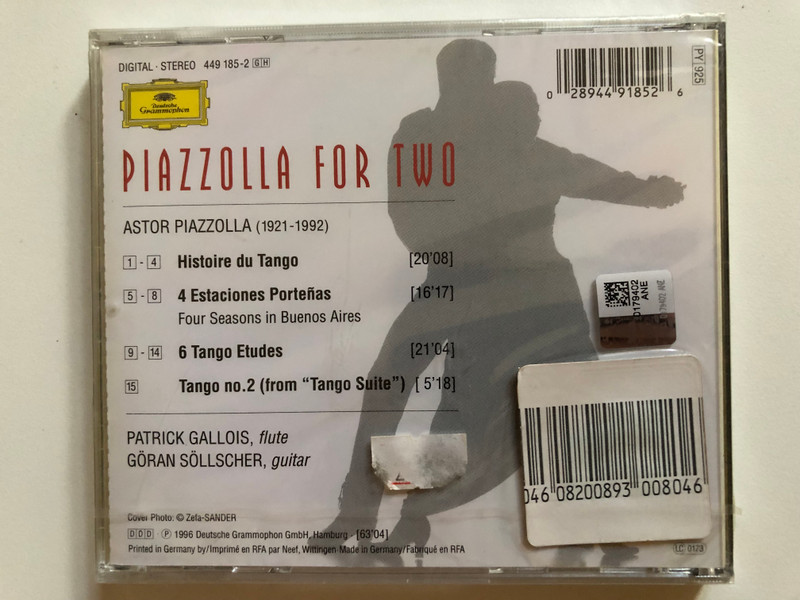 DIGITAL · STEREO 449 185-2 GH
Deutsche
Grammophon
0 28944 91852 6
PY 925
PIAZZOLLA FOR TWO
ASTOR PIAZZOLLA (1921-1992)
1 - 4 Histoire du Tango [20'08]
5 - 8 4 Estaciones Porteñas [16'17]
Four Seasons in Buenos Aires
9 - 14 6 Tango Etudes [21'04]
15 Tango no.2 (from “Tango Suite”) [ 5'18]
0179402
ANE
PATRICK GALLOIS, flute
GÖRAN SÖLLSCHER, guitar
046 08200893 008046
Cover Photo: © Zefa-SANDER
DDD ℗ 1996 Deutsche Grammophon GmbH, Hamburg · [63'04]
Printed in Germany by/Imprimé en RFA par Neef, Wittingen·Made in Germany/Fabriqué en RFA
LC 0173